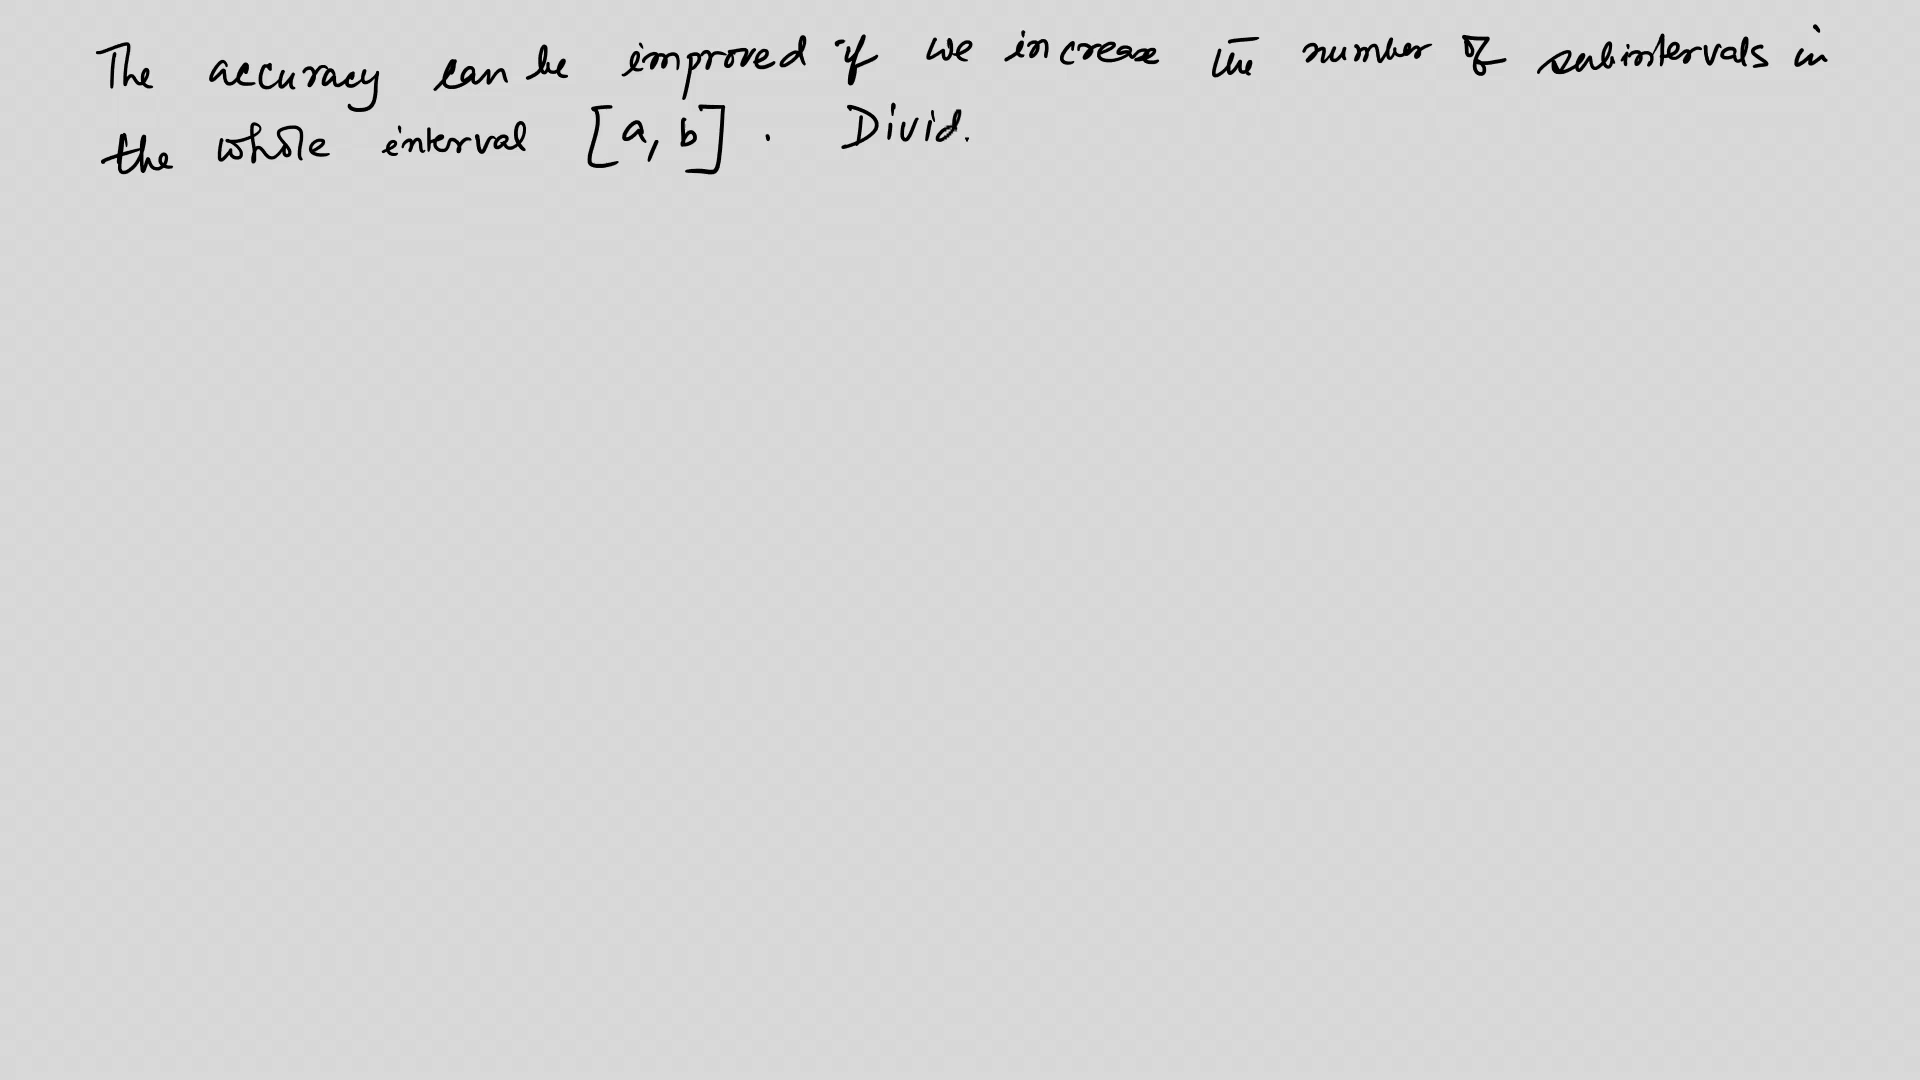 The accuracy can be improved if we increase the number of subintervals in
the whole interval [a, b]. Divid.